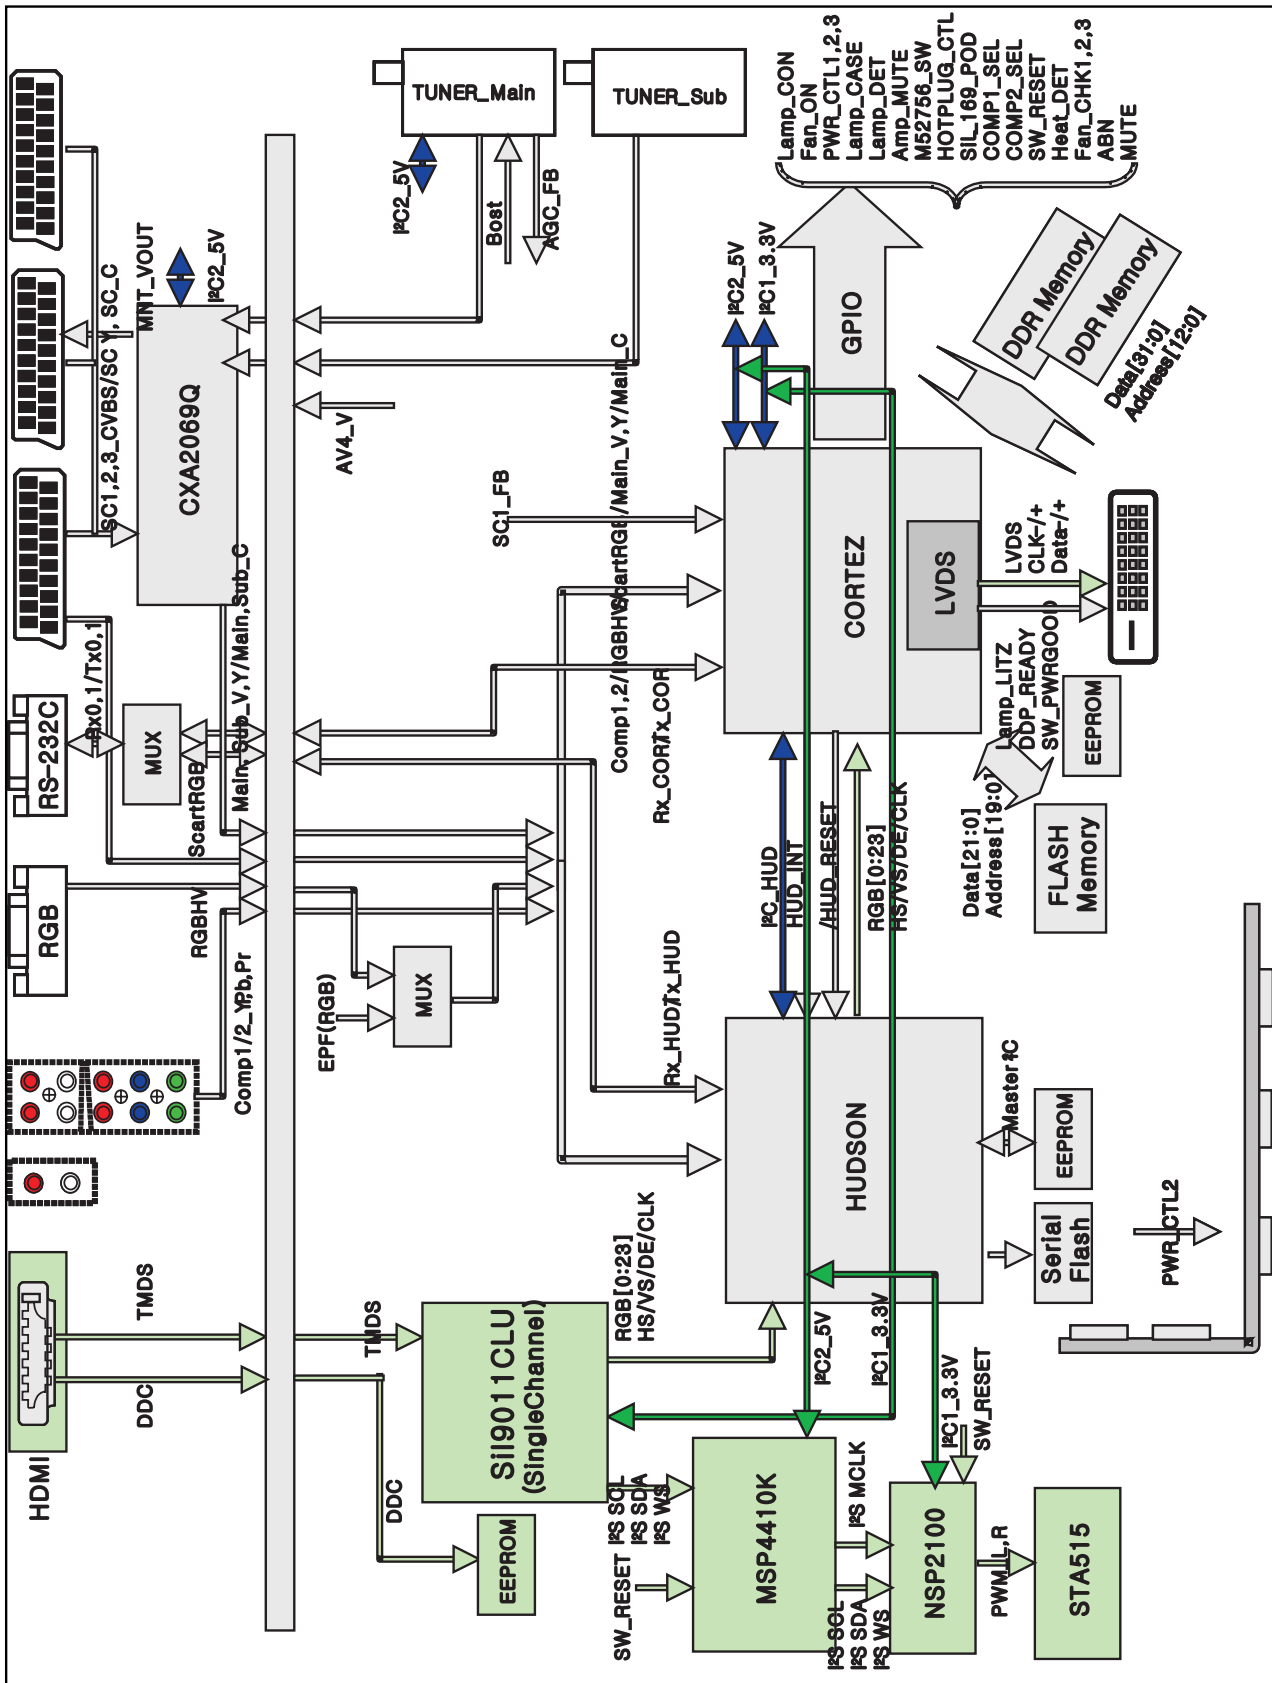 TUNER_Main
TUNER_Sub
Lamp_CON
Fan_ON
PWR_CTL1,2,3
Lamp_CASE
Lamp_DET
Amp_MUTE
M52756_SW
HOTPLUG_CTL
SIL_169_POD
COMP1_SEL
COMP2_SEL
SW_RESET
Heat_DET
Fan_CHK1,2,3
ABN
MUTE
I²C2_5V
Bost
AGC_FB
MNT_VOUT
I²C2_5V
SC1,2,3_CVBS/SC Y, SC_C
CXA2069Q
AV4_V
SC1_FB
I²C2_5V
I²C1_3.3V
GPIO
DDR Memory
DDR Memory
Data[31:0]
Address[12:0]
CORTEZ
LVDS
LVDS
CLK-/+
Data-/+
Lamp_LITZ
DDP_READY
SW_PWRGOOD
EEPROM
FLASH
Memory
Data[21:0]
Address[19:0]
RS-232C
Rx0,1/Tx0,1
MUX
ScartRGB
Main, Sub_V,Y/Main,Sub_C
Comp1,2/RGBHV/ScartRGB/Main_V,Y/Main_C
Rx_COR/Tx_COR
RGB
RGBHV
Comp1/2_Y,Pb,Pr
EPF(RGB)
MUX
Rx_HUD/Tx_HUD
I²C_HUD
HUD_INT
/HUD_RESET
RGB[0:23]
HS/VS/DE/CLK
HUDSON
Master I²C
EEPROM
Serial
Flash
PWR_CTL2
HDMI
TMDS
DDC
TMDS
DDC
Sil9011CLU
(SingleChannel)
RGB[0:23]
HS/VS/DE/CLK
EEPROM
I²C2_5V
I²C1_3.3V
I²C1_3.3V
SW_RESET
SW_RESET
I²S SCL
I²S SDA
I²S WS
MSP4410K
I²S MCLK
I²S SCL
I²S SDA
I²S WS
NSP2100
PWM_L,R
STA515